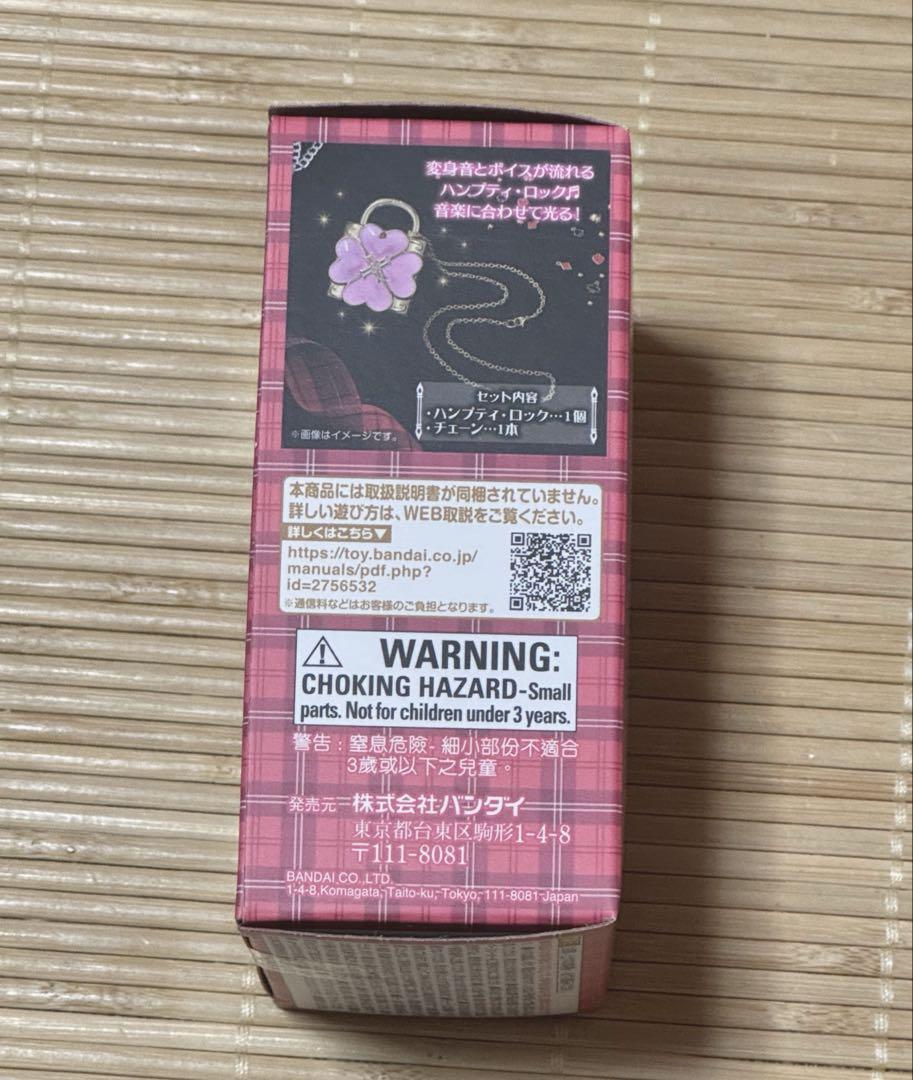 変身音とボイスが流れる
ハンプティ・ロック♬
音楽に合わせて光る！
セット内容
・ハンプティ・ロック…1個
・チェーン…1本
※画像はイメージです。
本商品には取扱説明書が同梱されていません。
詳しい遊び方は、WEB取説をご覧ください。
詳しくはこちら▼
https://toy.bandai.co.jp/
manuals/pdf.php?
id=2756532
※通信料などはお客様のご負担となります。
WARNING:
CHOKING HAZARD-Small
parts. Not for children under 3 years.
警告：窒息危險- 細小部份不適合
3歲或以下之兒童。
発売元 株式会社バンダイ
東京都台東区駒形1-4-8
〒111-8081
BANDAI CO., LTD.
1-4-8,Komagata, Taito-ku, Tokyo, 111-8081 Japan